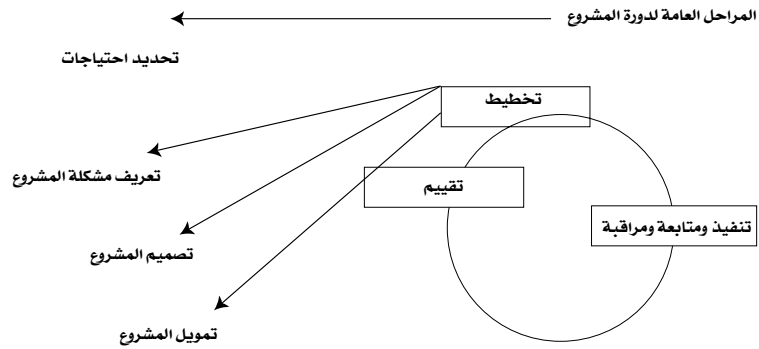 المراحل العامة لدورة المشروع
تحديد احتياجات
تخطيط
تعريف مشكلة المشروع
تقييم
تنفيذ ومتابعة ومراقبة
تصميم المشروع
تمويل المشروع